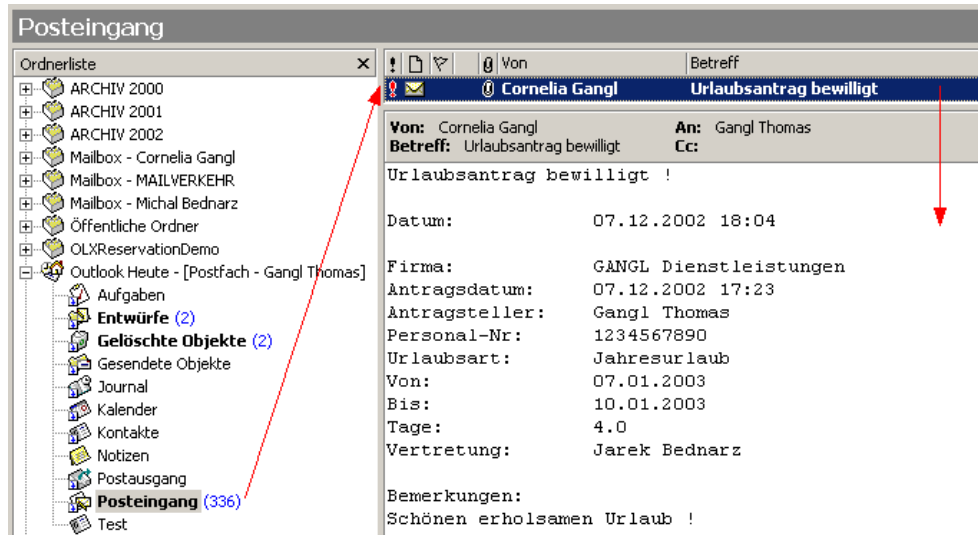 Posteingang
Ordnerliste
ARCHIV 2000
ARCHIV 2001
ARCHIV 2002
Mailbox - Cornelia Gangl
Mailbox - MAILVERKEHR
Mailbox - Michal Bednarz
Öffentliche Ordner
OLXReservationDemo
Outlook Heute - [Postfach - Gangl Thomas]
Aufgaben
Entwürfe (2)
Gelöschte Objekte (2)
Gesendete Objekte
Journal
Kalender
Kontakte
Notizen
Postausgang
Posteingang (336)
Test
Von Betreff
Cornelia Gangl Urlaubsantrag bewilligt
Von: Cornelia Gangl An: Gangl Thomas
Betreff: Urlaubsantrag bewilligt Cc:
Urlaubsantrag bewilligt !
Datum: 07.12.2002 18:04
Firma: GANGL Dienstleistungen
Antragsdatum: 07.12.2002 17:23
Antragsteller: Gangl Thomas
Personal-Nr: 1234567890
Urlaubsart: Jahresurlaub
Von: 07.01.2003
Bis: 10.01.2003
Tage: 4.0
Vertretung: Jarek Bednarz
Bemerkungen:
Schönen erholsamen Urlaub !